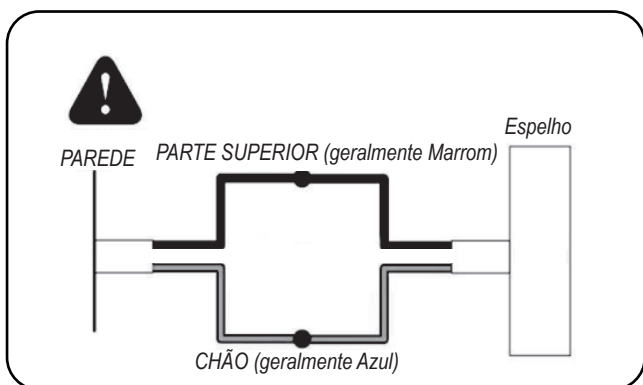 !
Espelho
PAREDE
PARTE SUPERIOR (geralmente Marrom)
CHÃO (geralmente Azul)